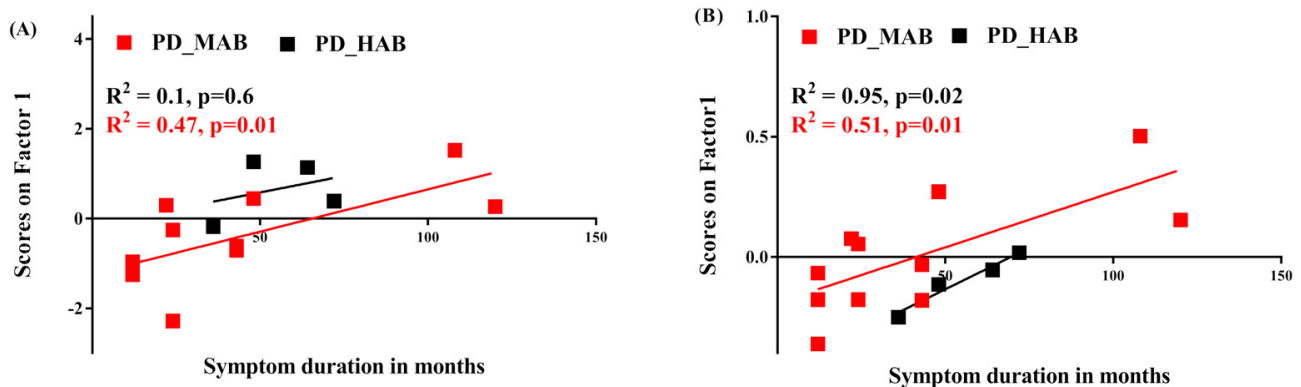 (A)
PD_MAB PD_HAB
R² = 0.1, p=0.6
R² = 0.47, p=0.01
Scores on Factor 1
4
2
0
-2
50
100
150
Symptom duration in months
(B)
PD_MAB PD_HAB
R² = 0.95, p=0.02
R² = 0.51, p=0.01
Scores on Factor1
1.0
0.5
0.0
50
100
150
Symptom duration in months